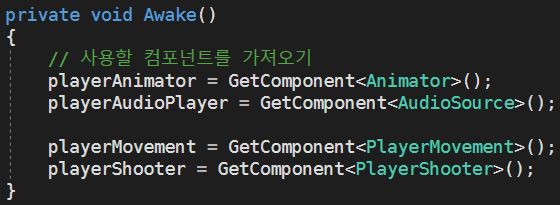 private void Awake()
{
    // 사용할 컴포넌트를 가져오기
    playerAnimator = GetComponent<Animator>();
    playerAudioPlayer = GetComponent<AudioSource>();

    playerMovement = GetComponent<PlayerMovement>();
    playerShooter = GetComponent<PlayerShooter>();
}